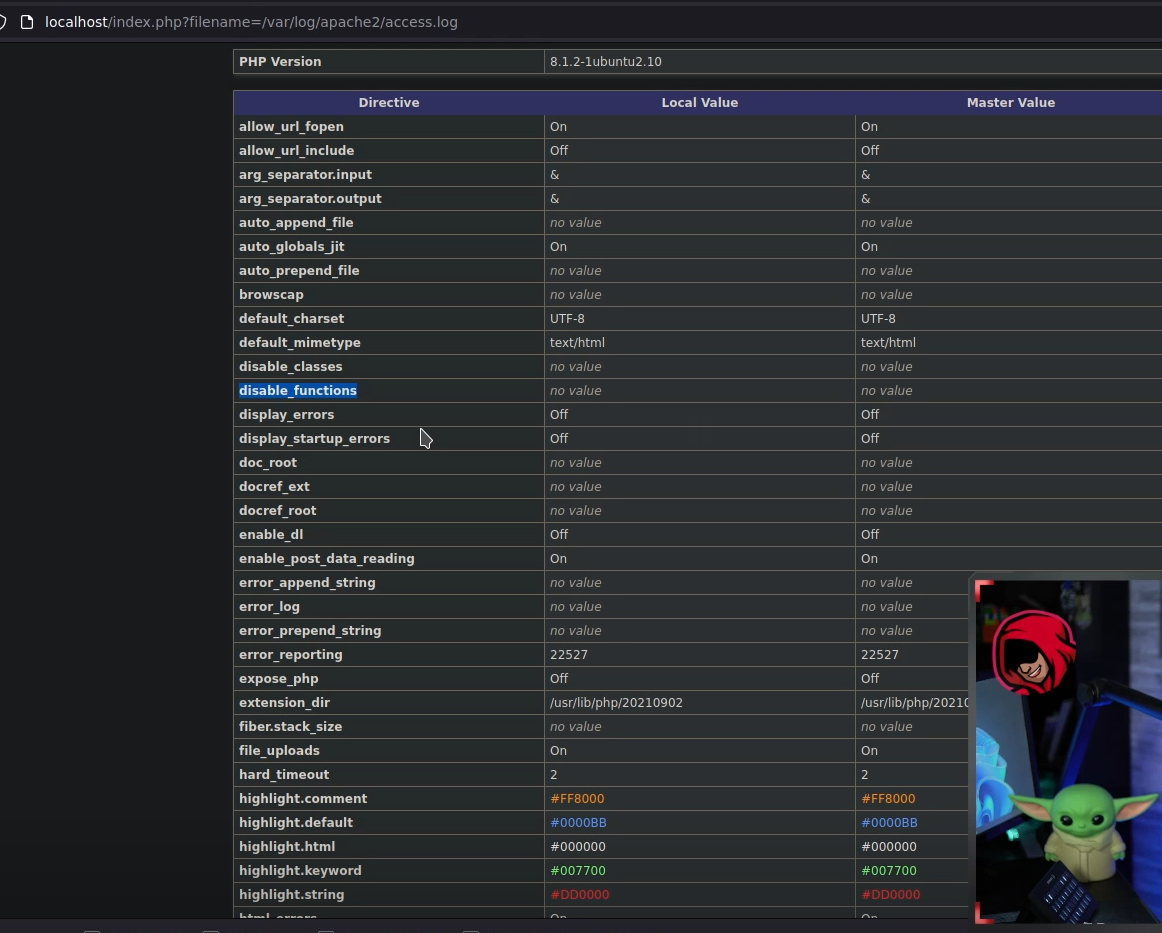 localhost/index.php?filename=/var/log/apache2/access.log
PHP Version 8.1.2-1ubuntu2.10
Directive Local Value Master Value
allow_url_fopen On On
allow_url_include Off Off
arg_separator.input & &
arg_separator.output & &
auto_append_file no value no value
auto_globals_jit On On
auto_prepend_file no value no value
browscap no value no value
default_charset UTF-8 UTF-8
default_mimetype text/html text/html
disable_classes no value no value
disable_functions no value no value
display_errors Off Off
display_startup_errors Off Off
doc_root no value no value
docref_ext no value no value
docref_root no value no value
enable_dl Off Off
enable_post_data_reading On On
error_append_string no value no value
error_log no value no value
error_prepend_string no value no value
error_reporting 22527 22527
expose_php Off Off
extension_dir /usr/lib/php/20210902 /usr/lib/php/20210
fiber.stack_size no value no value
file_uploads On On
hard_timeout 2 2
highlight.comment #FF8000 #FF8000
highlight.default #0000BB #0000BB
highlight.html #000000 #000000
highlight.keyword #007700 #007700
highlight.string #DD0000 #DD0000
html_errors On On